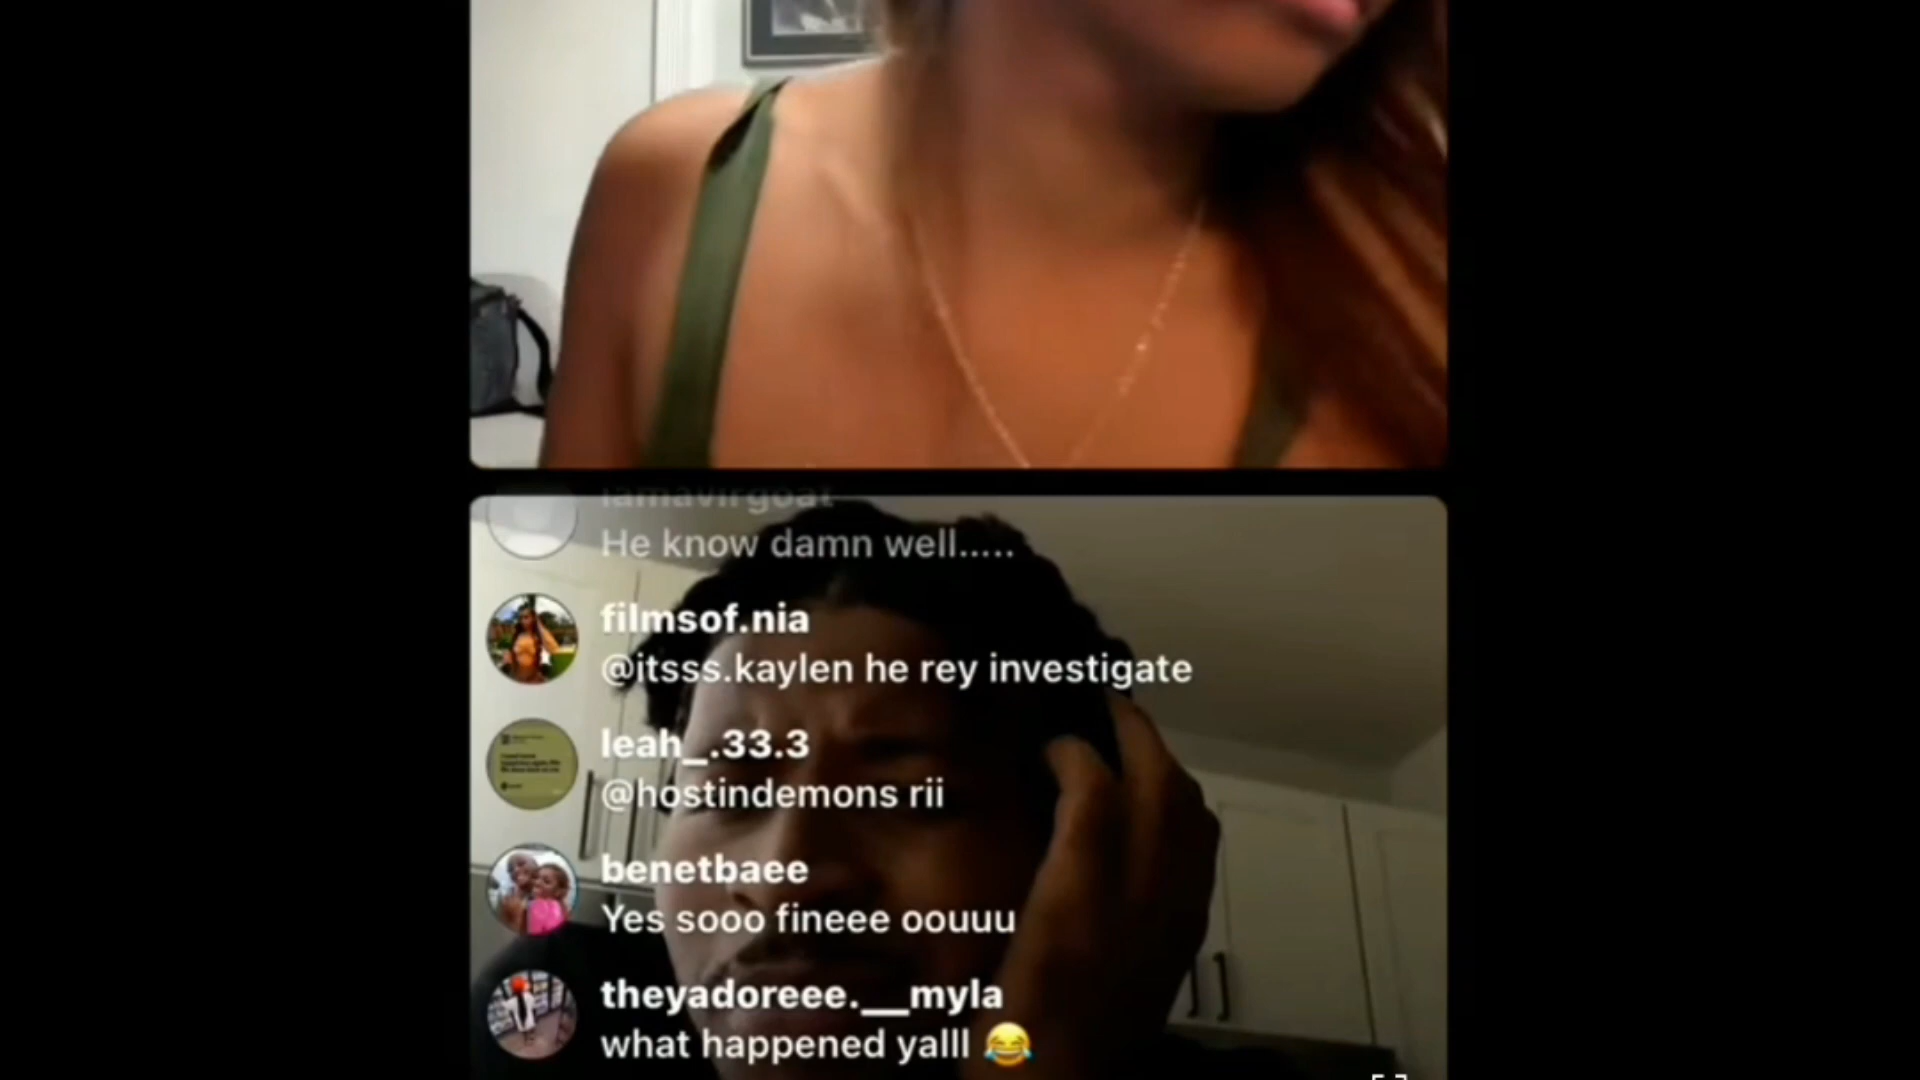 iamavirgoat
He know damn well.....
filmsof.nia
@itsss.kaylen he rey investigate
leah_.33.3
@hostindemons rii
benetbaee
Yes sooo fineee oouuu
theyadoreee.__myla
what happened yalll 😂